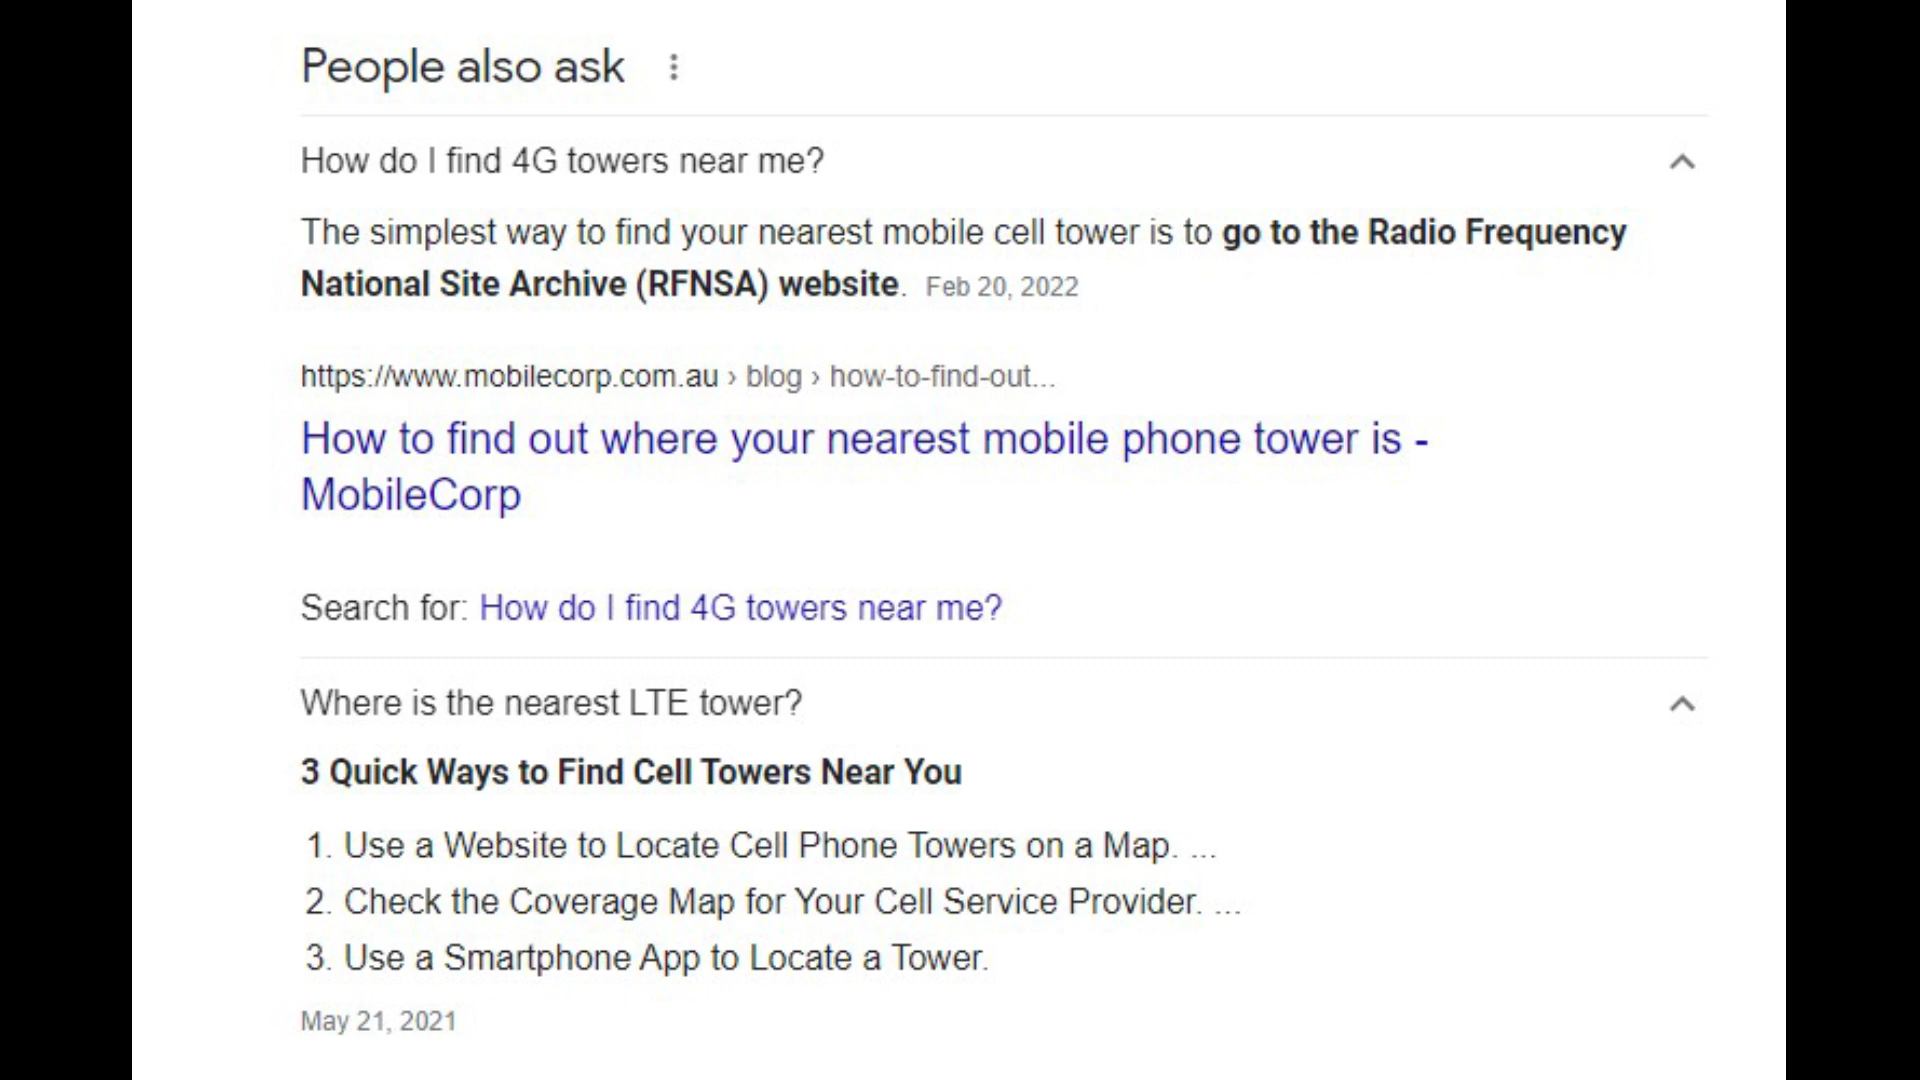 People also ask
How do I find 4G towers near me?
The simplest way to find your nearest mobile cell tower is to go to the Radio Frequency
National Site Archive (RFNSA) website. Feb 20, 2022
https://www.mobilecorp.com.au › blog › how-to-find-out...
How to find out where your nearest mobile phone tower is -
MobileCorp
Search for: How do I find 4G towers near me?
Where is the nearest LTE tower?
3 Quick Ways to Find Cell Towers Near You
1. Use a Website to Locate Cell Phone Towers on a Map. ...
2. Check the Coverage Map for Your Cell Service Provider. ...
3. Use a Smartphone App to Locate a Tower.
May 21, 2021